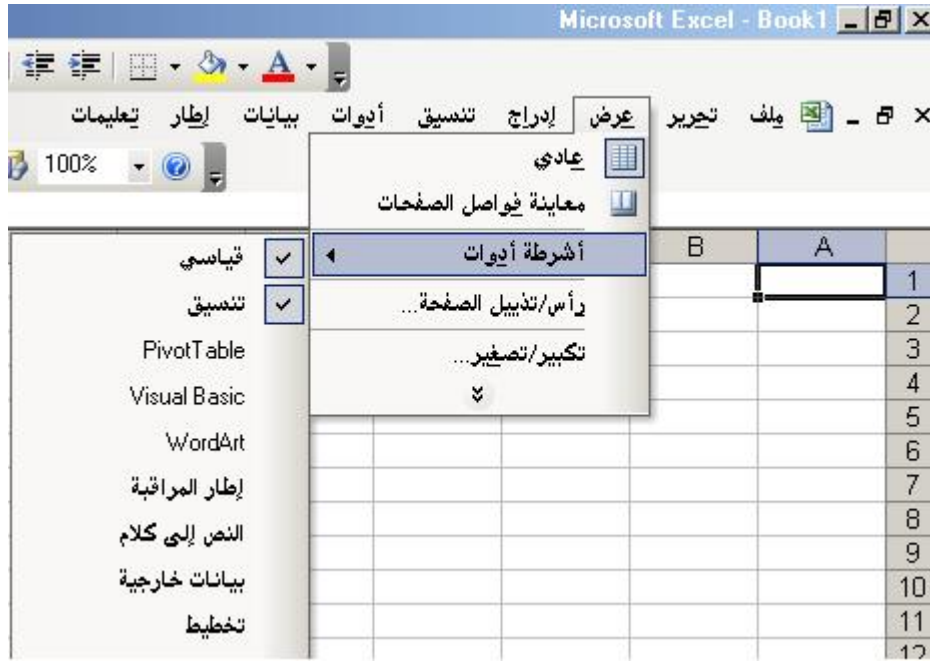 Microsoft Excel - Book1
ملف تحرير عرض إدراج تنسيق أدوات بيانات إطار تعليمات
100%
عادي
معاينة فواصل الصفحات
أشرطة أدوات
رأس/تذييل الصفحة...
تكبير/تصغير...
قياسي
تنسيق
PivotTable
Visual Basic
WordArt
إطار المراقبة
النص إلى كلام
بيانات خارجية
تخطيط
A B
1
2
3
4
5
6
7
8
9
10
11
12